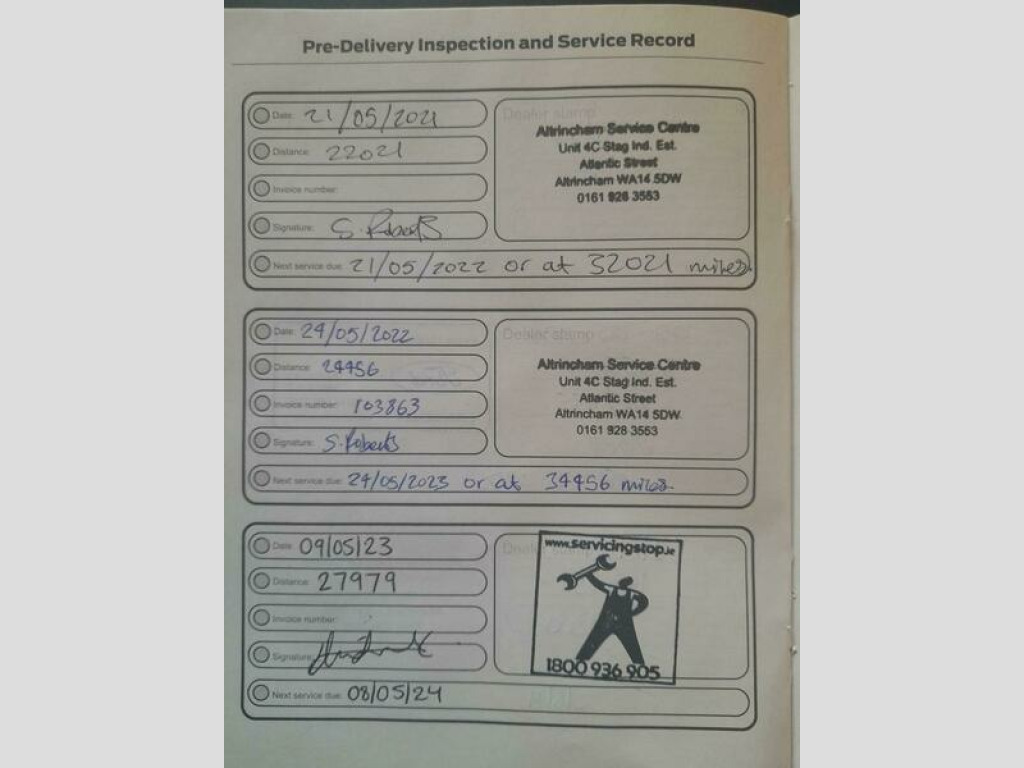 Pre-Delivery Inspection and Service Record
Date: 21/05/2021
Dealer stamp
Distance: 22021
Invoice number:
Signature: S. Roberts
Altrincham Service Centre
Unit 4C Stag Ind. Est.
Atlantic Street
Altrincham WA14 5DW
0161 928 3553
Next service due: 21/05/2022 or at 32021 miles
Date: 24/05/2022
Dealer stamp
Distance: 24456
Invoice number: 103863
Signature: S. Roberts
Altrincham Service Centre
Unit 4C Stag Ind. Est.
Atlantic Street
Altrincham WA14 5DW
0161 928 3553
Next service due: 24/05/2023 or at 34456 miles
Date: 09/05/23
Distance: 27979
Invoice number:
Signature:
www.servicingstop.ie
1800 936 905
Next service due: 08/05/24